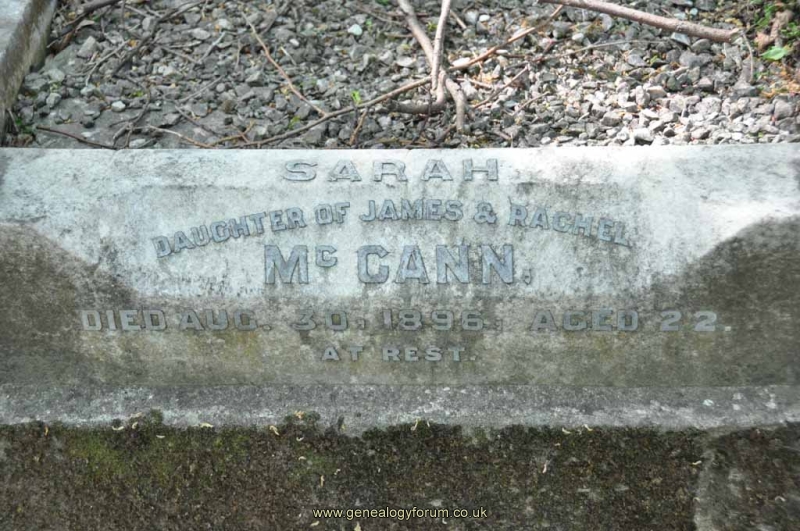 SARAH
DAUGHTER OF JAMES & RACHEL
McCANN,
DIED AUG. 30, 1896. AGED 22.
AT REST.
www.genealogyforum.co.uk